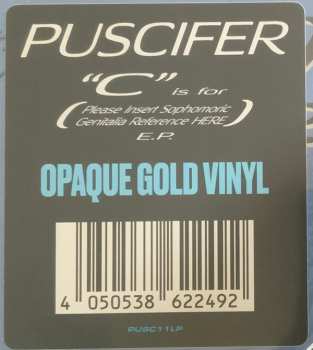 PUSCIFER
"C" is for
(Please Insert Sophomoric
Genitalia Reference HERE)
E.P.
OPAQUE GOLD VINYL
4 050538 622492
PUSC11LP